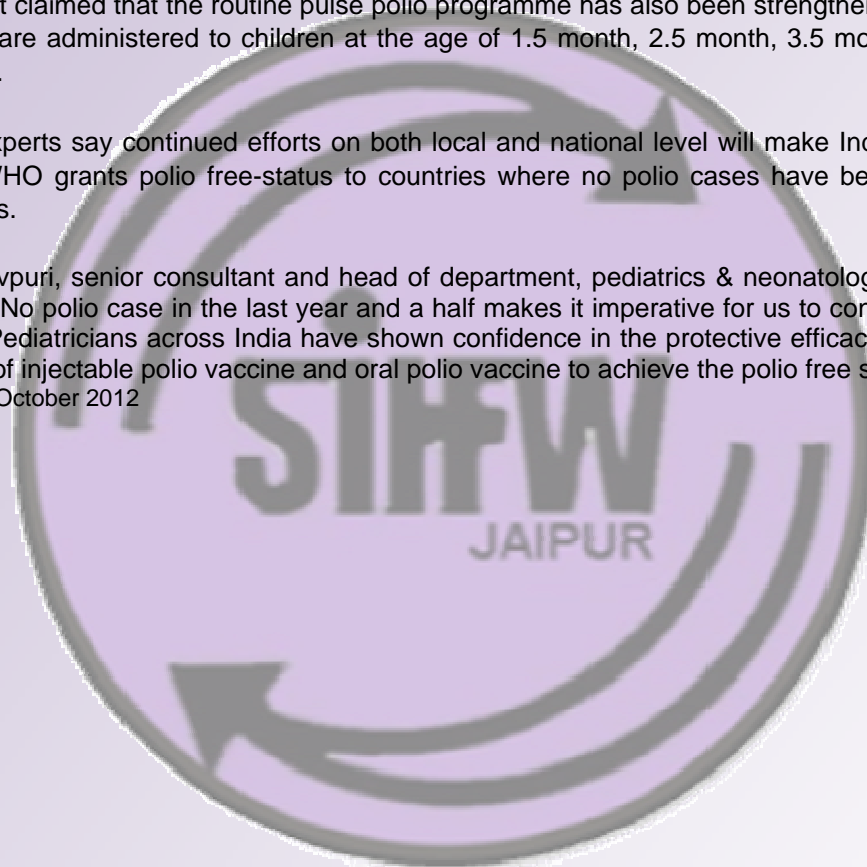 t claimed that the routine pulse polio programme has also been strengthen
are administered to children at the age of 1.5 month, 2.5 month, 3.5 mo
.
xperts say continued efforts on both local and national level will make Ind
WHO grants polio free-status to countries where no polio cases have be
s.
vpuri, senior consultant and head of department, pediatrics & neonatolog
No polio case in the last year and a half makes it imperative for us to con
Pediatricians across India have shown confidence in the protective efficac
of injectable polio vaccine and oral polio vaccine to achieve the polio free s
October 2012
SIHFW
JAIPUR